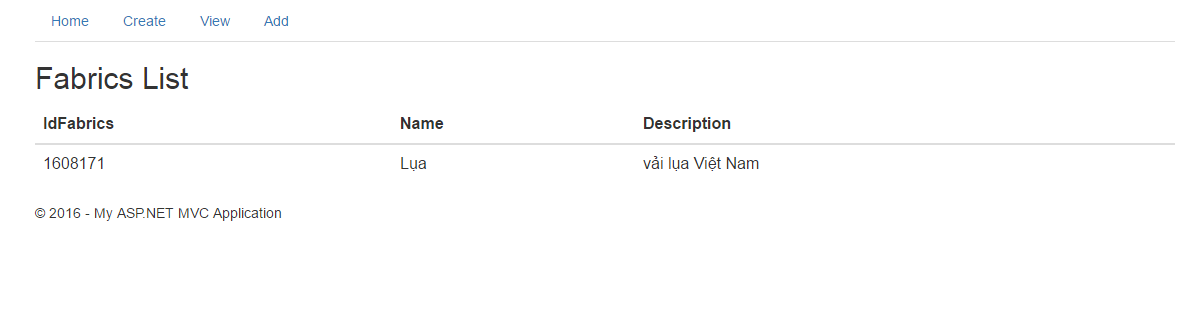 Home Create View Add
Fabrics List
IdFabrics Name Description
1608171 Lụa vải lụa Việt Nam
© 2016 - My ASP.NET MVC Application